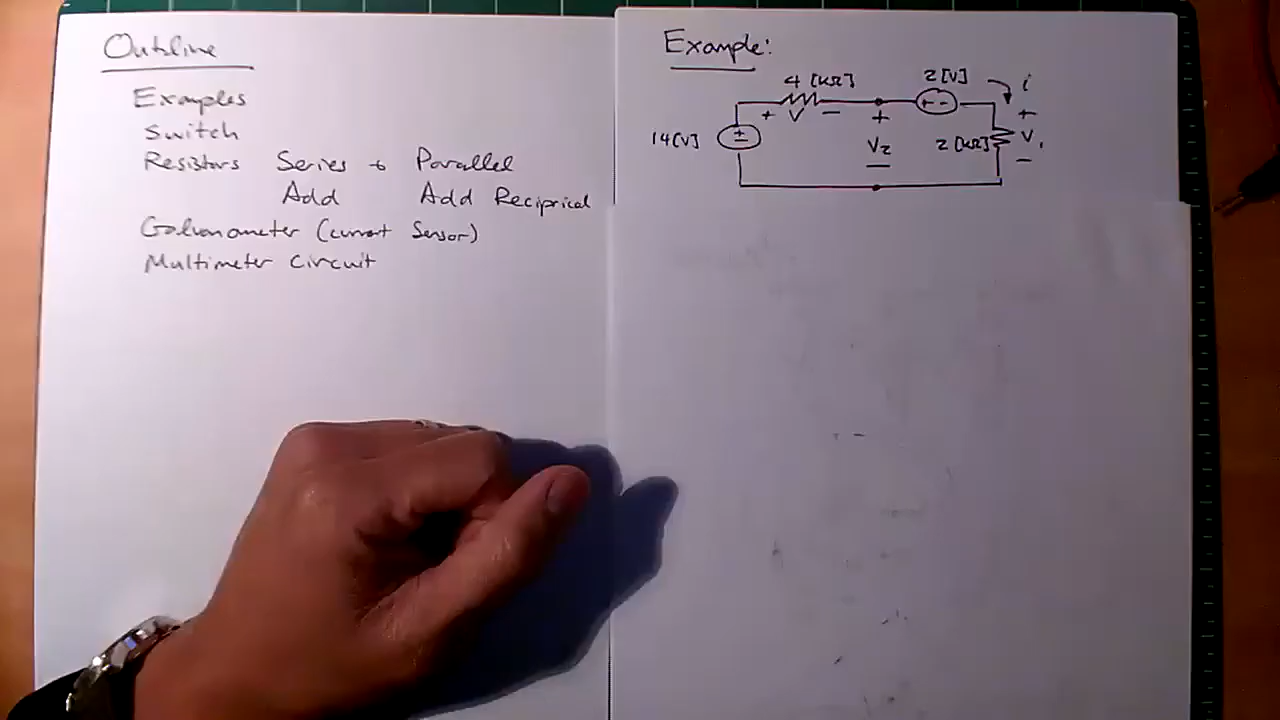 Outline
Examples
Switch
Resistors Series + Parallel
Add Add Reciprical
Galvanometer (current Sensor)
Multimeter Circuit
Example:
4 [kΩ] 2[V] i
+ V − + +− +
14[V] ± V2 2[kΩ] V1
− −